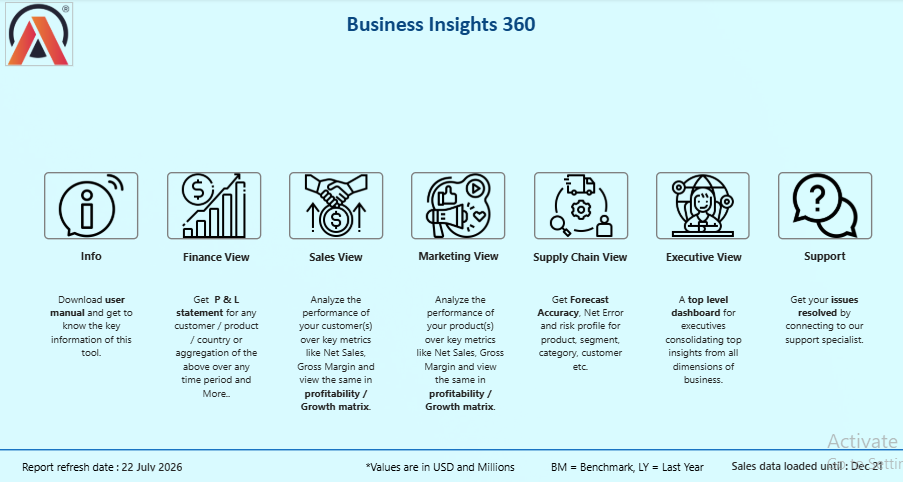 Business Insights 360
Info
Download user
manual and get to
know the key
information of this
tool.
Finance View
Get P & L
statement for any
customer / product
/ country or
aggregation of the
above over any
time period and
More..
Sales View
Analyze the
performance of
your customer(s)
over key metrics
like Net Sales,
Gross Margin and
view the same in
profitability /
Growth matrix.
Marketing View
Analyze the
performance of
your product(s)
over key metrics
like Net Sales, Gross
Margin and view
the same in
profitability /
Growth matrix.
Supply Chain View
Get Forecast
Accuracy, Net Error
and risk profile for
product, segment,
category, customer
etc.
Executive View
A top level
dashboard for
executives
consolidating top
insights from all
dimensions of
business.
Support
Get your issues
resolved by
connecting to our
support specialist.
Activate
Go to Settin
Report refresh date : 22 July 2026
*Values are in USD and Millions
BM = Benchmark, LY = Last Year
Sales data loaded until : Dec 21